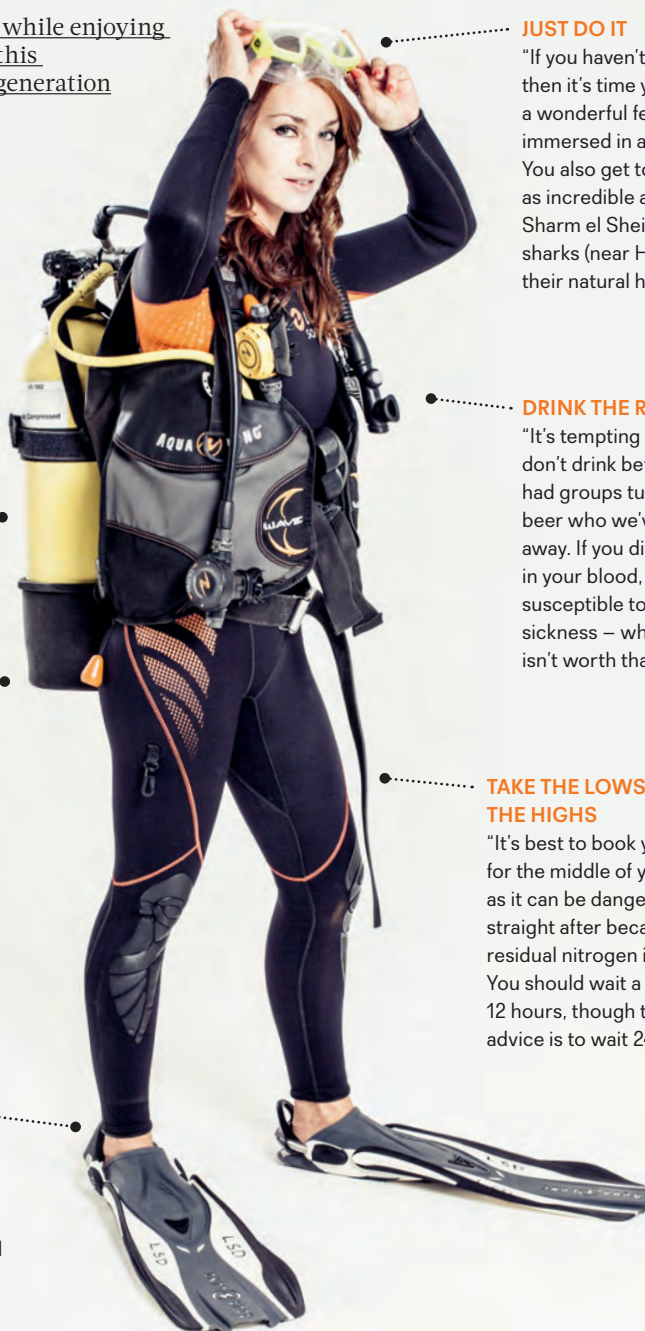 while enjoying
this
generation
JUST DO IT
"If you haven't
then it's time y
a wonderful fe
immersed in a
You also get to
as incredible a
Sharm el Shei
sharks (near H
their natural h
DRINK THE R
"It's tempting
don't drink bef
had groups tu
beer who we'v
away. If you di
in your blood,
susceptible to
sickness – wh
isn't worth tha
TAKE THE LOWS
THE HIGHS
"It's best to book y
for the middle of y
as it can be dange
straight after beca
residual nitrogen i
You should wait a
12 hours, though t
advice is to wait 24
Compressed
AQUA
WAVE
LSD
LSD
LSD